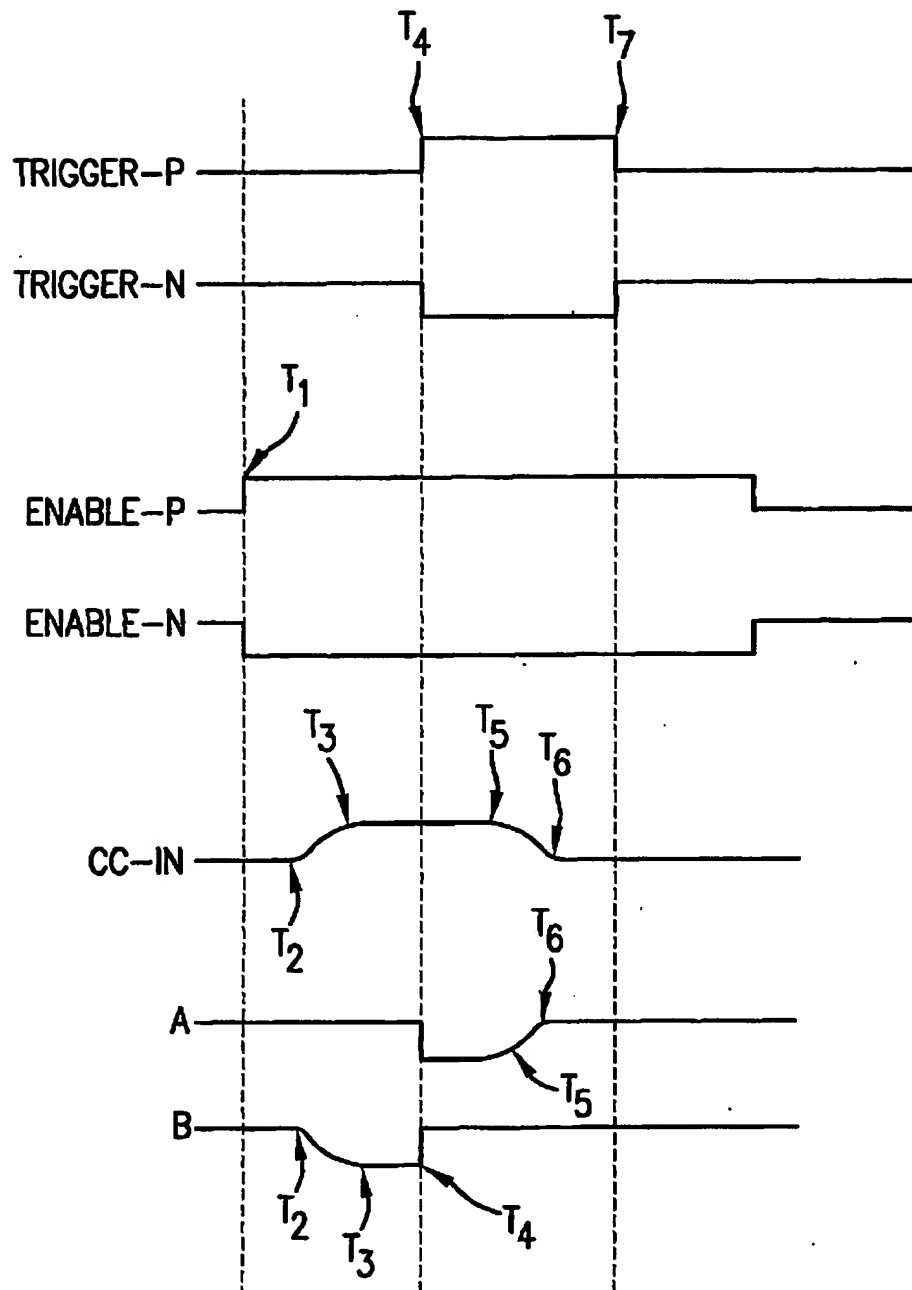 T4 T7
TRIGGER-P
TRIGGER-N
T1
ENABLE-P
ENABLE-N
T3 T5 T6
CC-IN
T2
T6
A
T5
B
T2 T3 T4